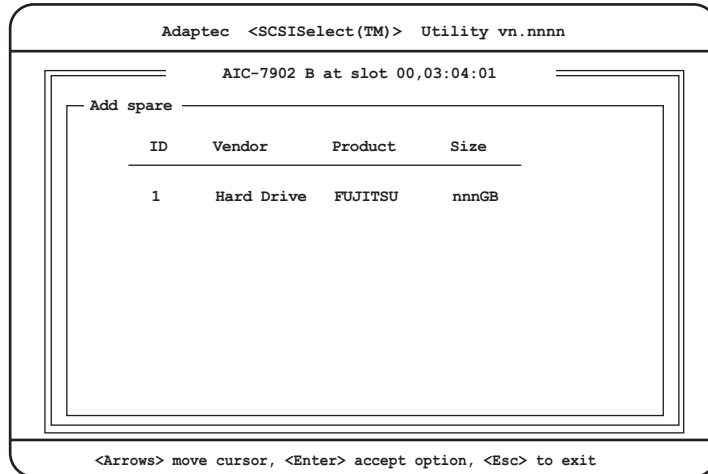 Adaptec <SCSISelect(TM)> Utility vn.nnnn
AIC-7902 B at slot 00,03:04:01
Add spare
ID Vendor Product Size
1 Hard Drive FUJITSU nnnGB
<Arrows> move cursor, <Enter> accept option, <Esc> to exit